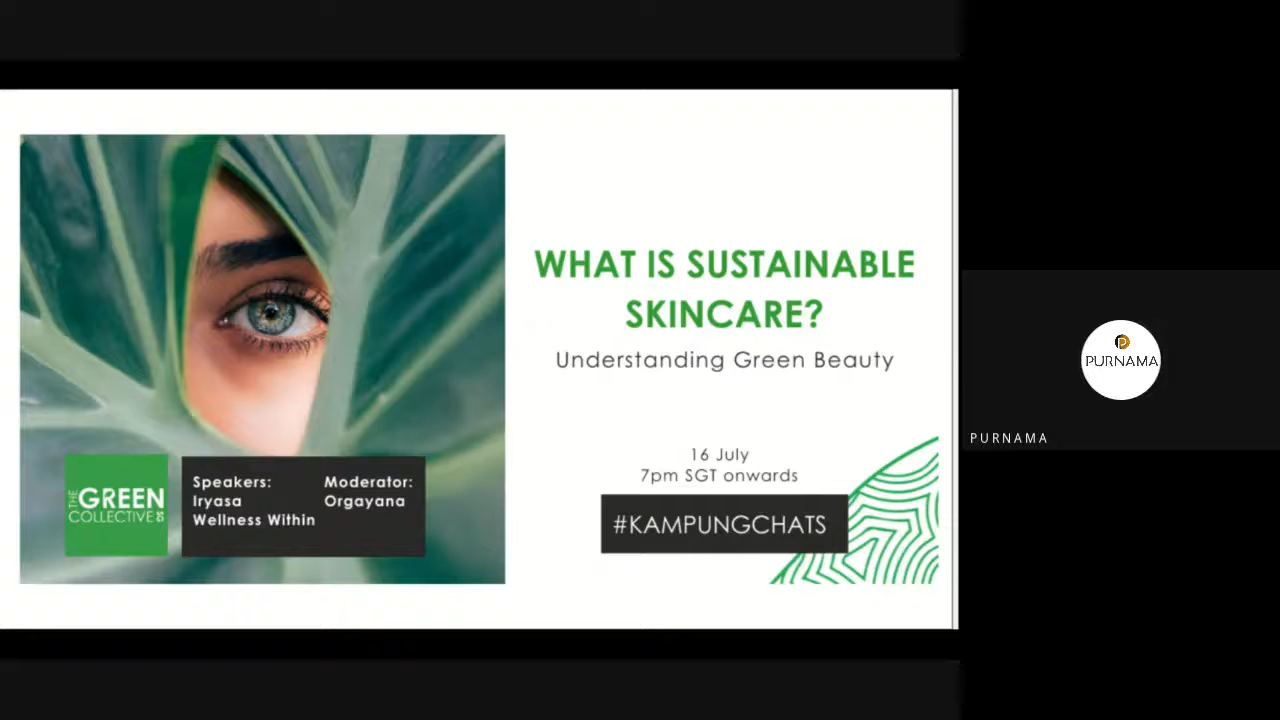 WHAT IS SUSTAINABLE
SKINCARE?
Understanding Green Beauty
16 July
7pm SGT onwards
#KAMPUNGCHATS
THE
GREEN
COLLECTIVE SG
Speakers:
Iryasa
Wellness Within
Moderator:
Orgayana
P
PURNAMA
PURNAMA